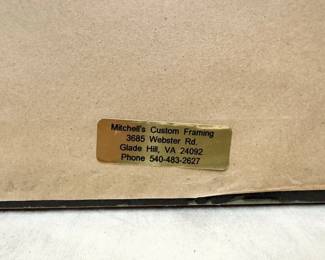 Mitchell's Custom Framing
3685 Webster Rd.
Glade Hill, VA 24092
Phone 540-483-2627